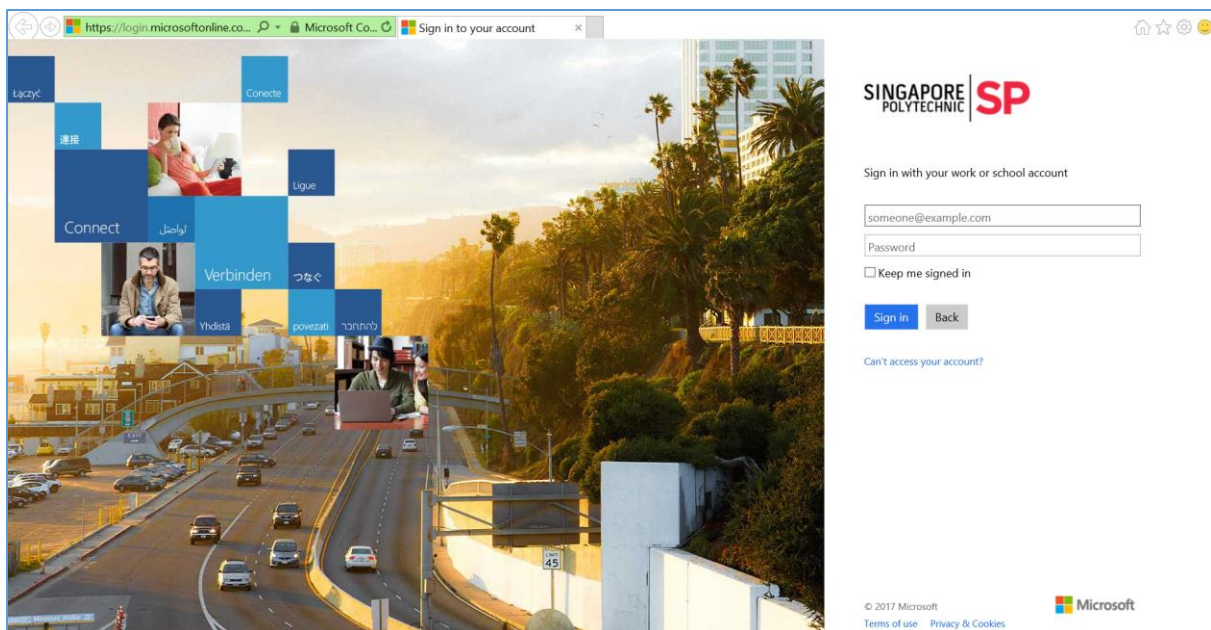 https://login.microsoftonline.co... Microsoft Co... Sign in to your account
Łączyć
Conecte
連接
Ligue
Connect
تواصل
Verbinden
つなぐ
Yhdistä
povezati
להתחבר
EXIT
LIMIT
45
SINGAPORE
POLYTECHNIC
SP
Sign in with your work or school account
someone@example.com
Password
Keep me signed in
Sign in Back
Can't access your account?
© 2017 Microsoft
Microsoft
Terms of use Privacy & Cookies